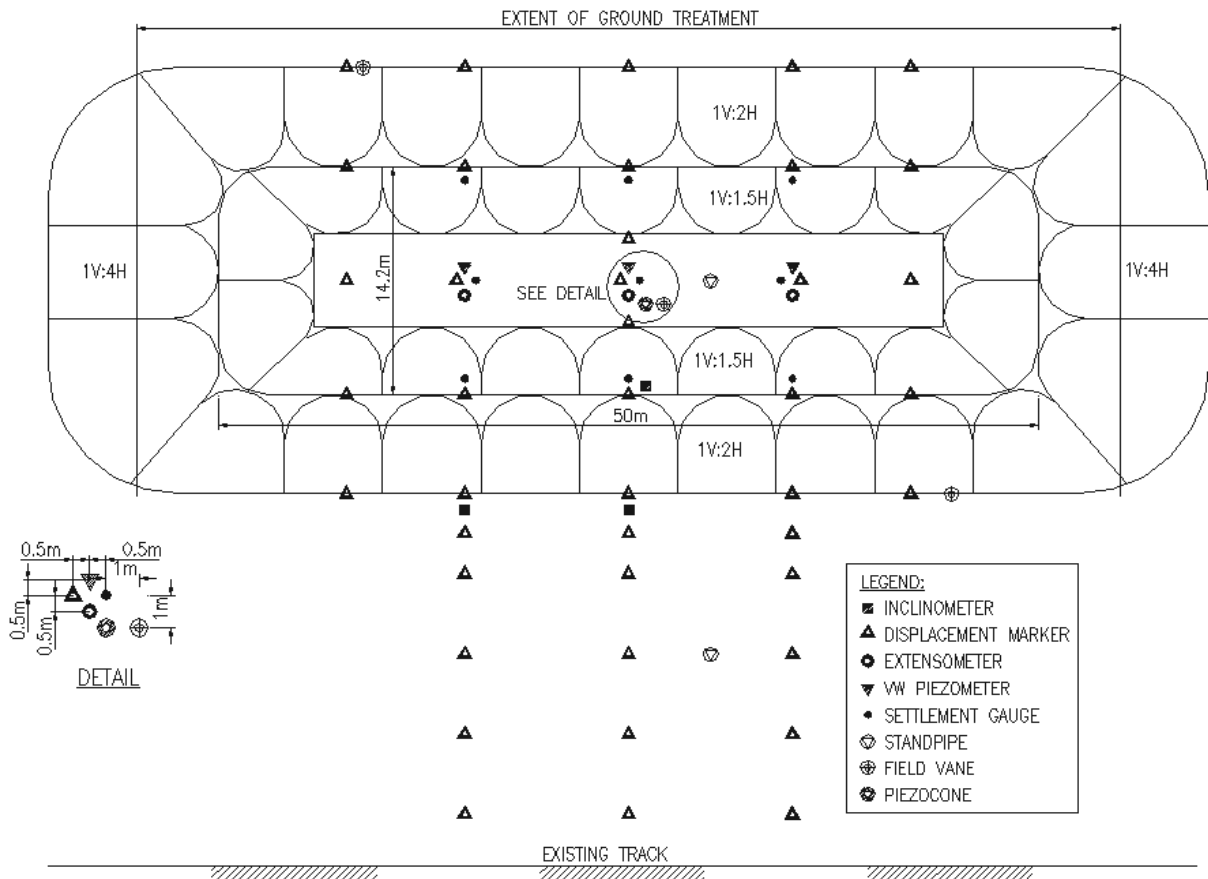 EXTENT OF GROUND TREATMENT
1V:2H
1V:1.5H
1V:4H
14.2m
SEE DETAIL
1V:4H
1V:1.5H
50m
1V:2H
0.5m
0.5m
1m
0.5m
0.5m
1m
DETAIL
LEGEND:
INCLINOMETER
DISPLACEMENT MARKER
EXTENSOMETER
VW PIEZOMETER
SETTLEMENT GAUGE
STANDPIPE
FIELD VANE
PIEZOCONE
EXISTING TRACK